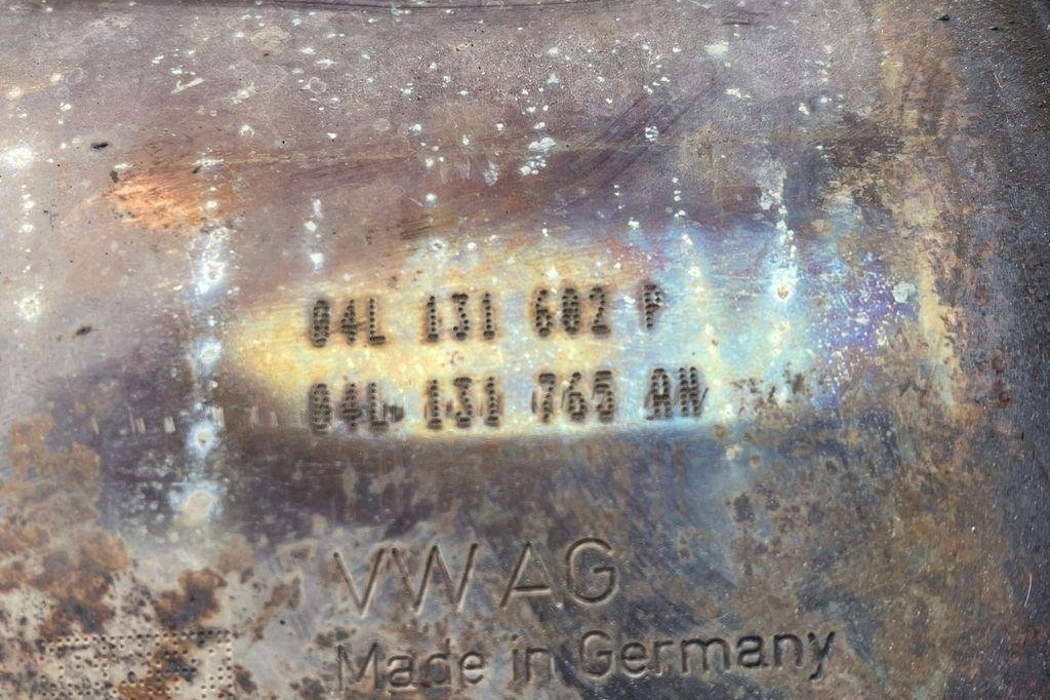 04L 131 602 P
04L 131 765 AN
VW AG
Made in Germany